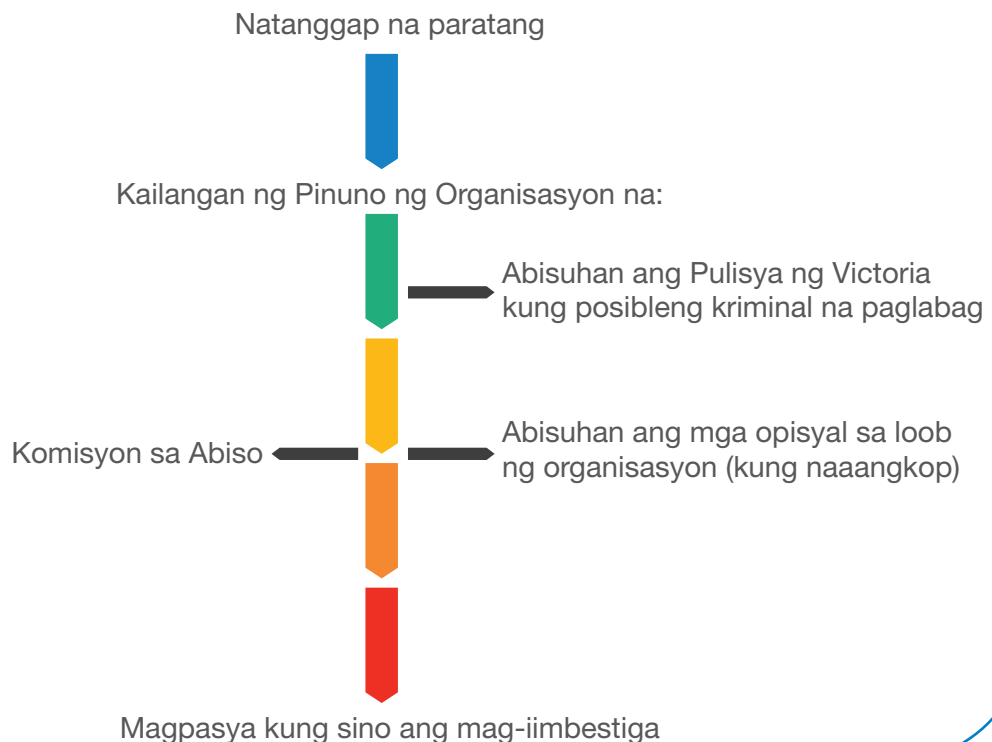 Natanggap na paratang
Kailangan ng Pinuno ng Organisasyon na:
Abisuhan ang Pulisya ng Victoria
kung posibleng kriminal na paglabag
Komisyon sa Abiso
Abisuhan ang mga opisyal sa loob
ng organisasyon (kung naaangkop)
Magpasya kung sino ang mag-iimbestiga